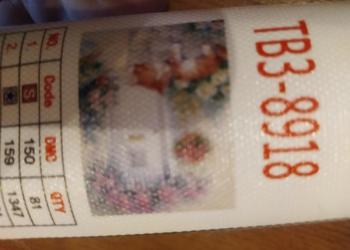 TB3-8918
NO. Code DMC QTY
1 S 150 81
2 159 1347